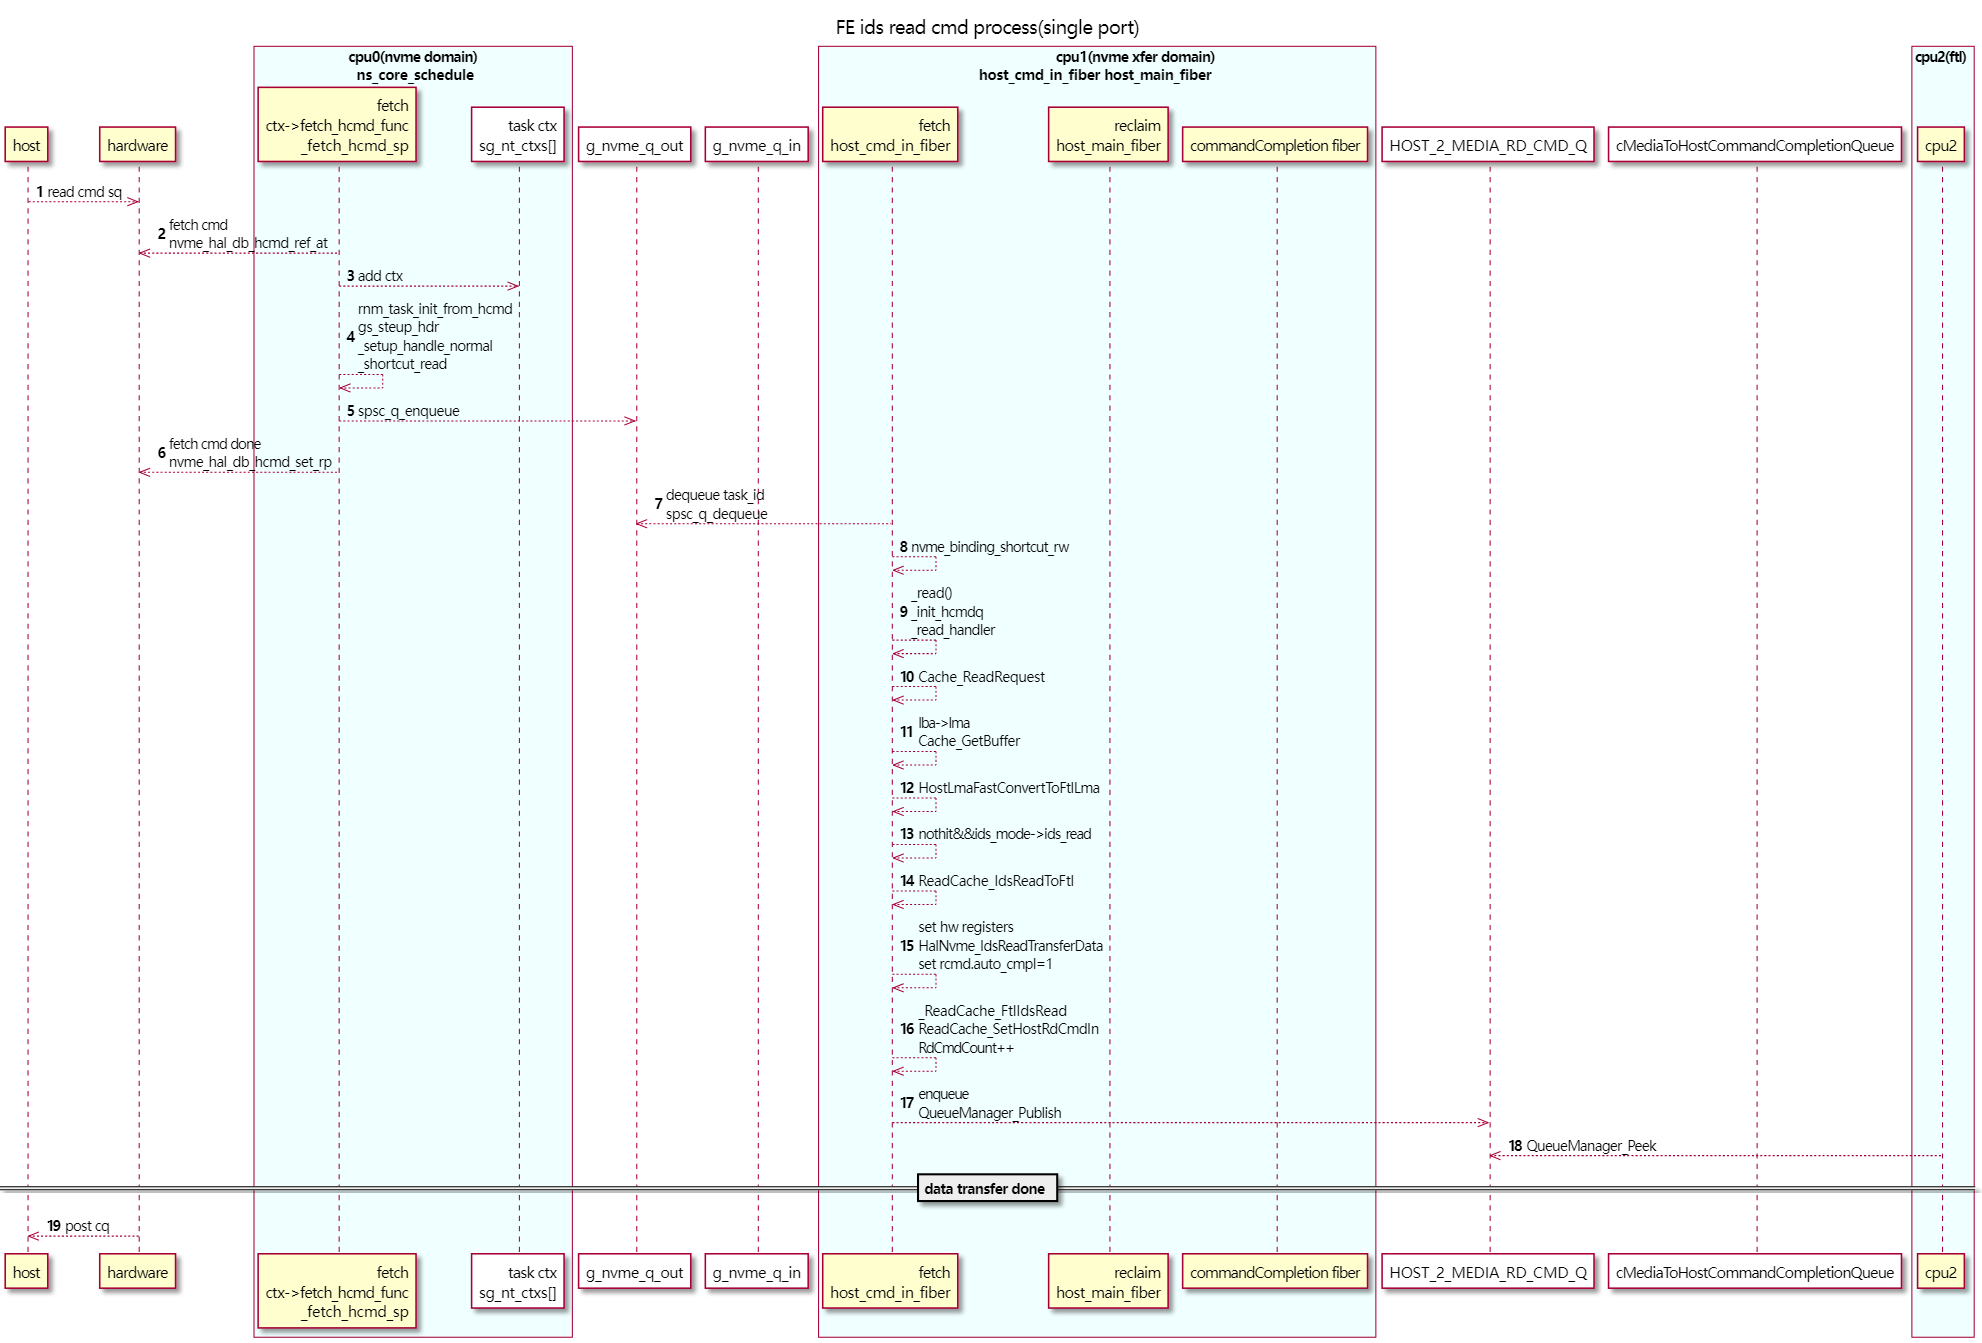 FE ids read cmd process(single port)
cpu0(nvme domain)
ns_core_schedule
cpu1(nvme xfer domain)
host_cmd_in_fiber host_main_fiber
cpu2(ftl)
host
hardware
fetch
ctx->fetch_hcmd_func
_fetch_hcmd_sp
task ctx
sg_nt_ctxs[]
g_nvme_q_out
g_nvme_q_in
fetch
host_cmd_in_fiber
reclaim
host_main_fiber
commandCompletion fiber
HOST_2_MEDIA_RD_CMD_Q
cMediaToHostCommandCompletionQueue
cpu2
1 read cmd sq
2 fetch cmd
nvme_hal_db_hcmd_ref_at
3 add ctx
4 rnm_task_init_from_hcmd
gs_steup_hdr
_setup_handle_normal
_shortcut_read
5 spsc_q_enqueue
6 fetch cmd done
nvme_hal_db_hcmd_set_rp
7 dequeue task_id
spsc_q_dequeue
8 nvme_binding_shortcut_rw
9 _read()
_init_hcmdq
_read_handler
10 Cache_ReadRequest
11 lba->lma
Cache_GetBuffer
12 HostLmaFastConvertToFtlLma
13 nothit&&ids_mode->ids_read
14 ReadCache_IdsReadToFtl
15 set hw registers
HalNvme_IdsReadTransferData
set rcmd.auto_cmpl=1
16 _ReadCache_FtlIdsRead
ReadCache_SetHostRdCmdIn
RdCmdCount++
17 enqueue
QueueManager_Publish
18 QueueManager_Peek
data transfer done
19 post cq
host
hardware
fetch
ctx->fetch_hcmd_func
_fetch_hcmd_sp
task ctx
sg_nt_ctxs[]
g_nvme_q_out
g_nvme_q_in
fetch
host_cmd_in_fiber
reclaim
host_main_fiber
commandCompletion fiber
HOST_2_MEDIA_RD_CMD_Q
cMediaToHostCommandCompletionQueue
cpu2